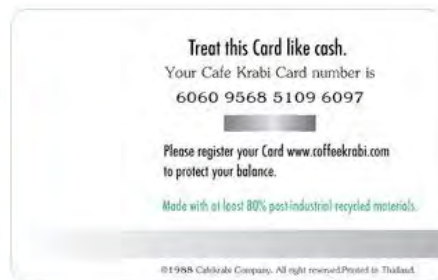 Treat this Card like cash.
Your Cafe Krabi Card number is
6060 9568 5109 6097
Please register your Card www.coffeekrabi.com
to protect your balance.
Made with at least 80% post-industrial recycled materials.
©1988 Cafekrabi Company. All right reserved.Printed in Thailand.